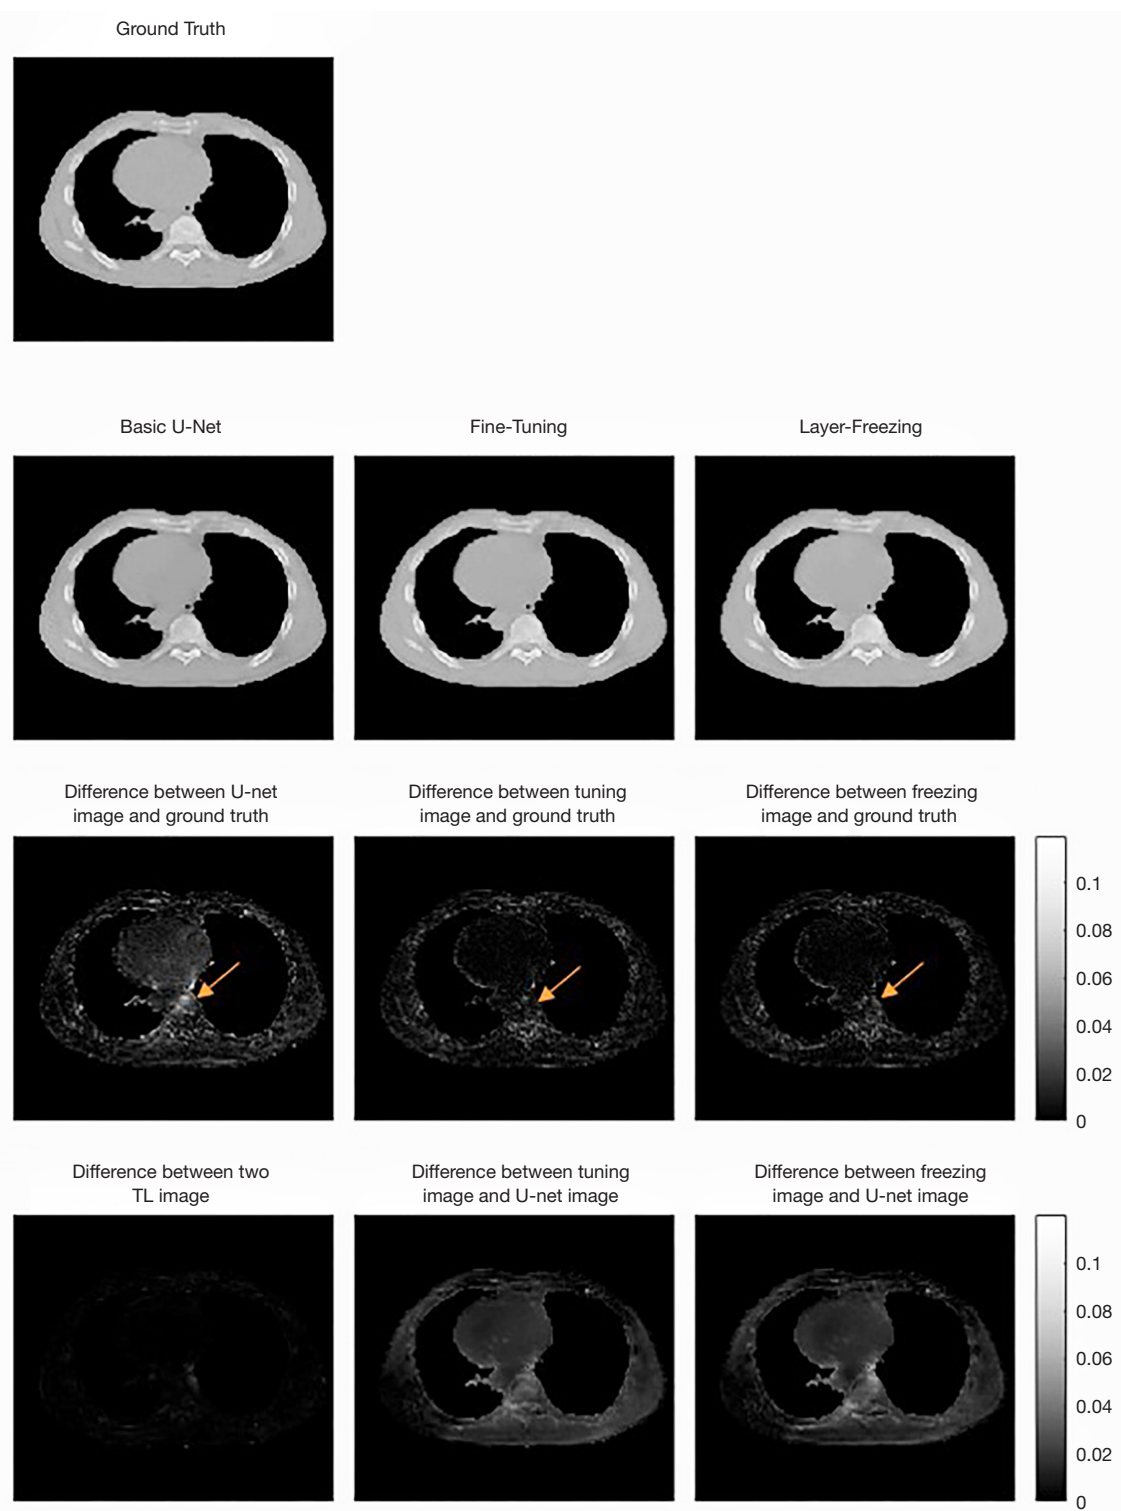 Ground Truth
Basic U-Net
Fine-Tuning
Layer-Freezing
Difference between U-net
image and ground truth
Difference between tuning
image and ground truth
Difference between freezing
image and ground truth
0.1
0.08
0.06
0.04
0.02
0
Difference between two
TL image
Difference between tuning
image and U-net image
Difference between freezing
image and U-net image
0.1
0.08
0.06
0.04
0.02
0